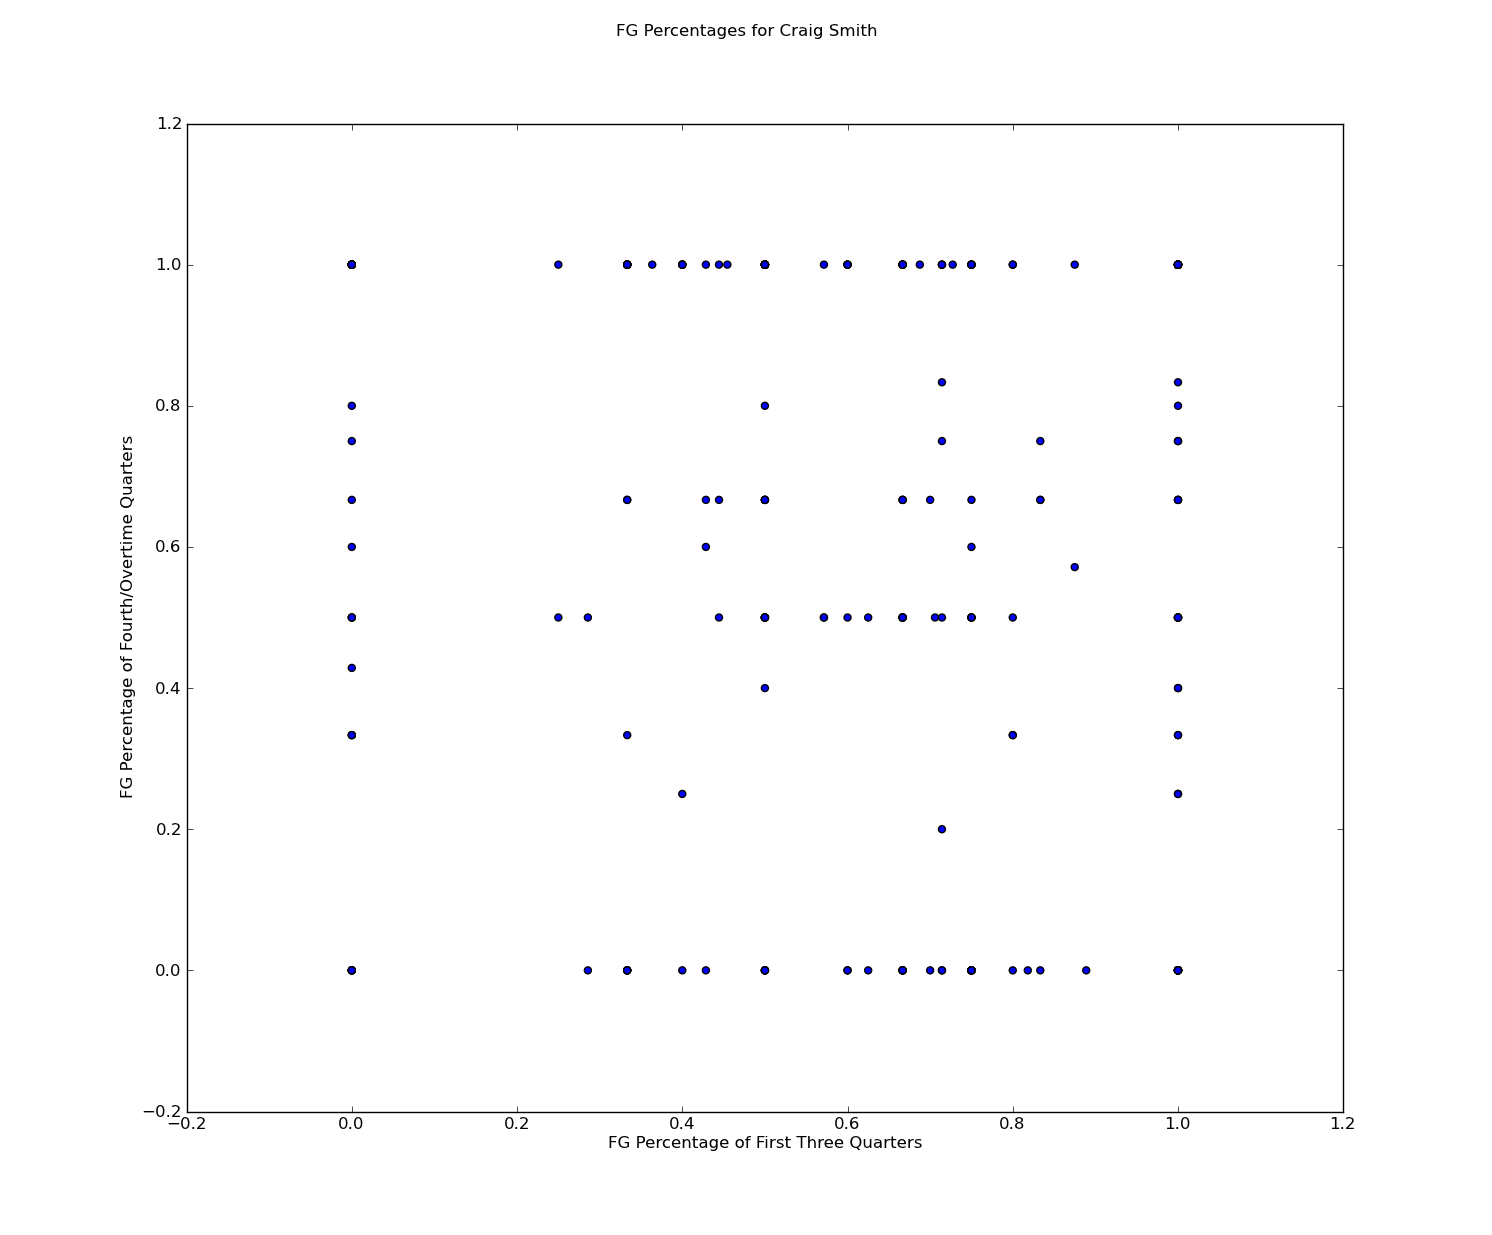 FG Percentages for Craig Smith
1.2
1.0
0.8
0.6
0.4
0.2
0.0
−0.2
FG Percentage of Fourth/Overtime Quarters
−0.2 0.0 0.2 0.4 0.6 0.8 1.0 1.2
FG Percentage of First Three Quarters